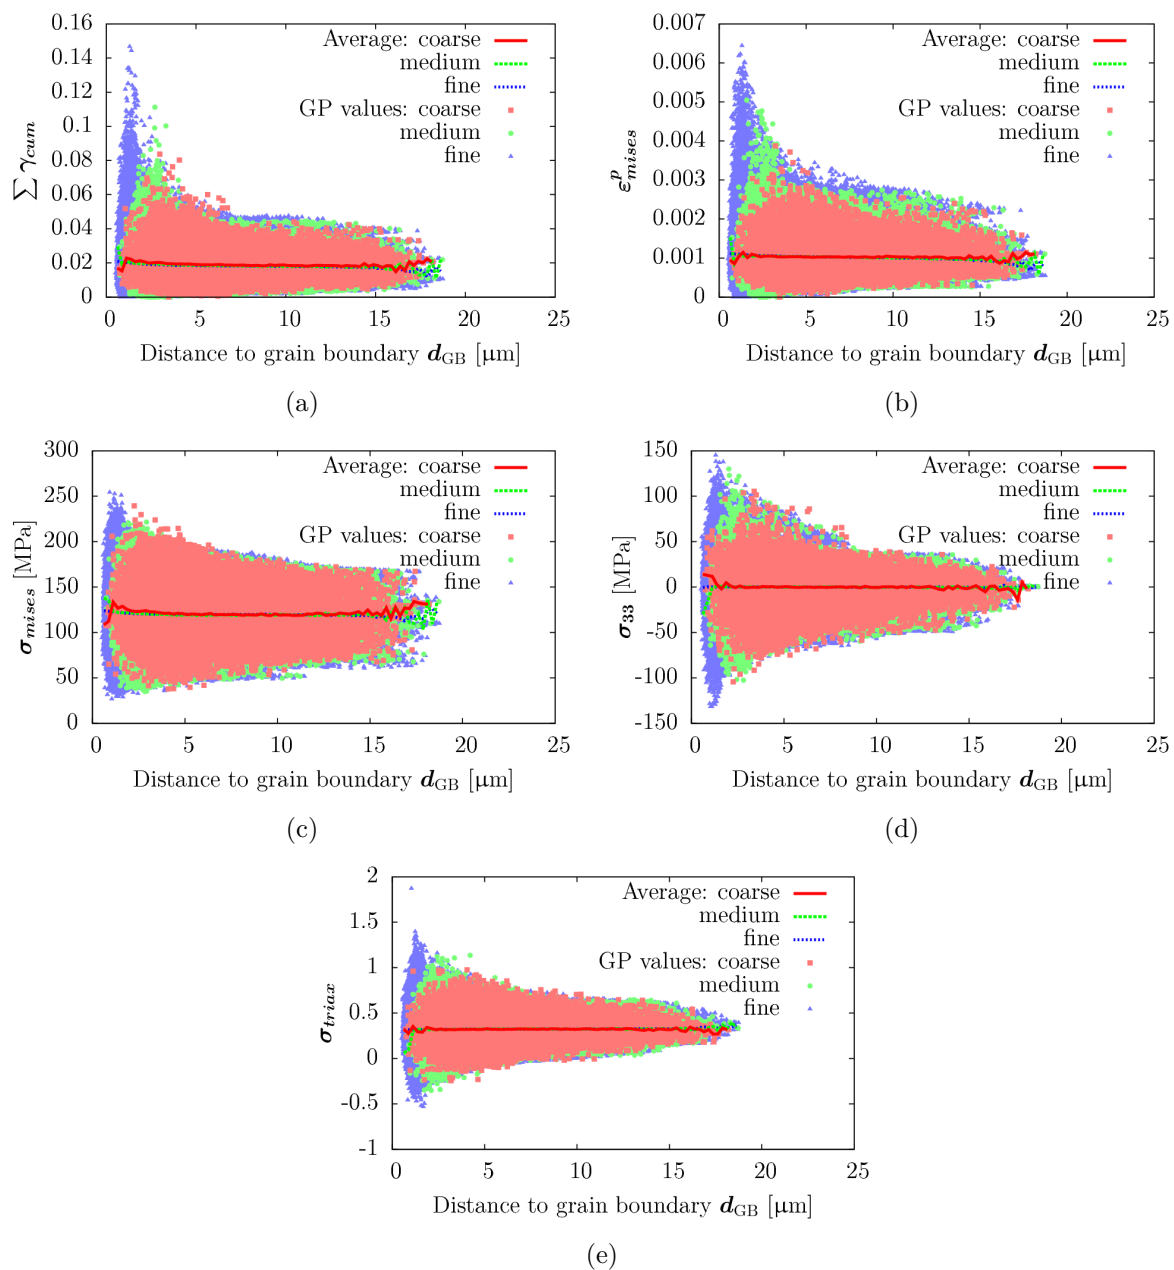 0.16
0.14
0.12
0.1
0.08
0.06
0.04
0.02
0
∑ γcum
Average: coarse
medium
fine
GP values: coarse
medium
fine
0 5 10 15 20 25
Distance to grain boundary dGB [µm]
(a)
0.007
0.006
0.005
0.004
0.003
0.002
0.001
0
ε^p_mises
Average: coarse
medium
fine
GP values: coarse
medium
fine
0 5 10 15 20 25
Distance to grain boundary dGB [µm]
(b)
300
250
200
150
100
50
0
σmises [MPa]
Average: coarse
medium
fine
GP values: coarse
medium
fine
0 5 10 15 20 25
Distance to grain boundary dGB [µm]
(c)
150
100
50
0
-50
-100
-150
σ33 [MPa]
Average: coarse
medium
fine
GP values: coarse
medium
fine
0 5 10 15 20 25
Distance to grain boundary dGB [µm]
(d)
2
1.5
1
0.5
0
-0.5
-1
σtriax
Average: coarse
medium
fine
GP values: coarse
medium
fine
0 5 10 15 20 25
Distance to grain boundary dGB [µm]
(e)